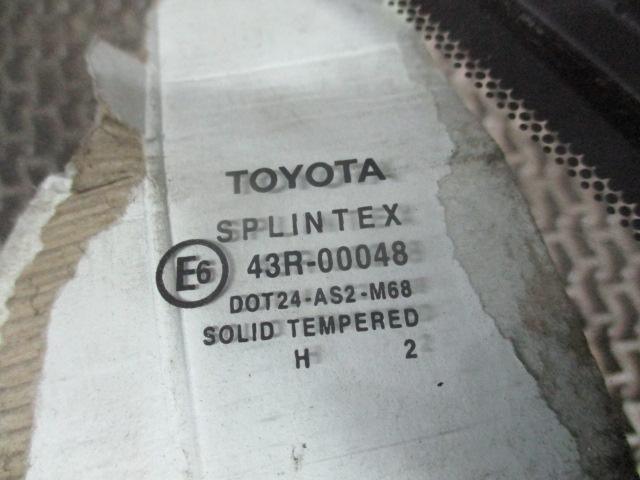 TOYOTA
SPLINTEX
E6 43R-00048
DOT24-AS2-M68
SOLID TEMPERED
H 2